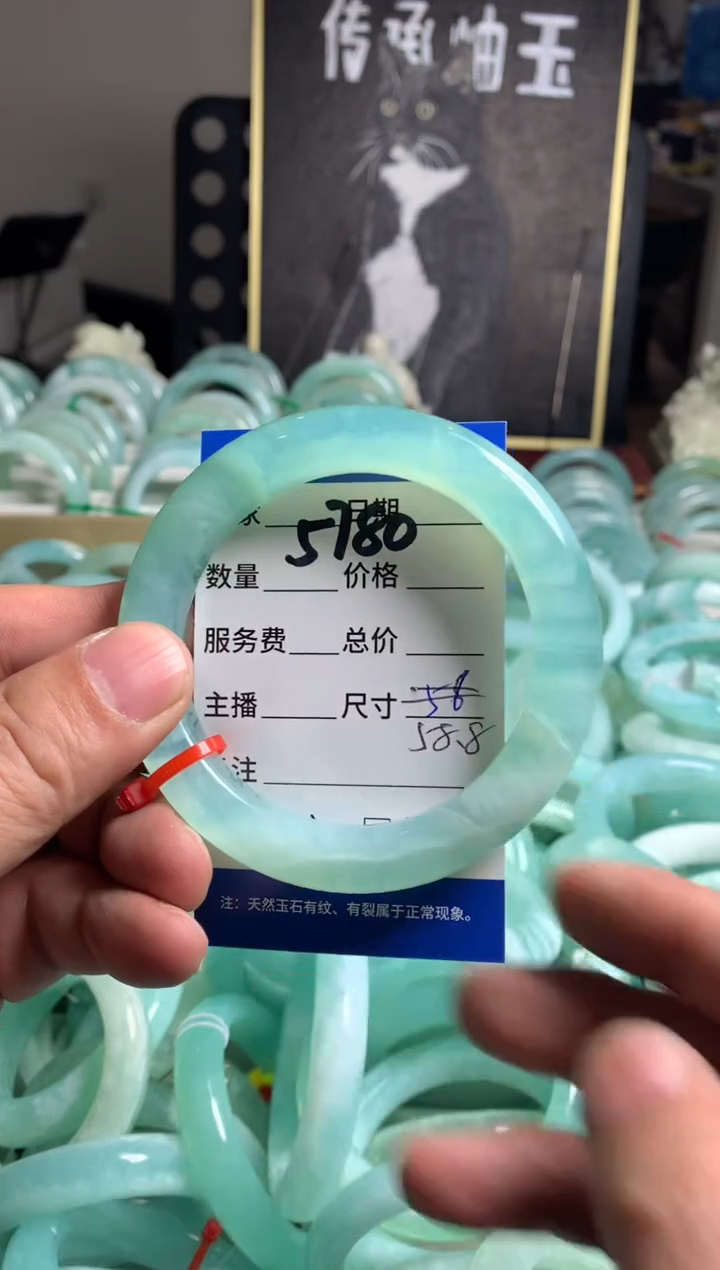 传承岫玉
日期
5780
数量 价格
服务费 总价
主播 尺寸 58
58.8
注
注：天然玉石有纹、有裂属于正常现象。